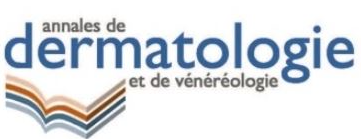 annales de
dermatologie
et de vénéréologie